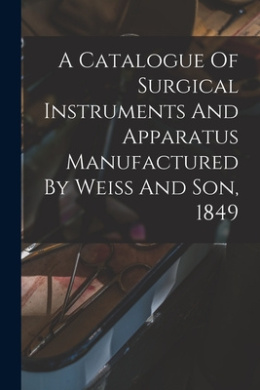 A Catalogue Of
Surgical
Instruments And
Apparatus
Manufactured
By Weiss And Son,
1849